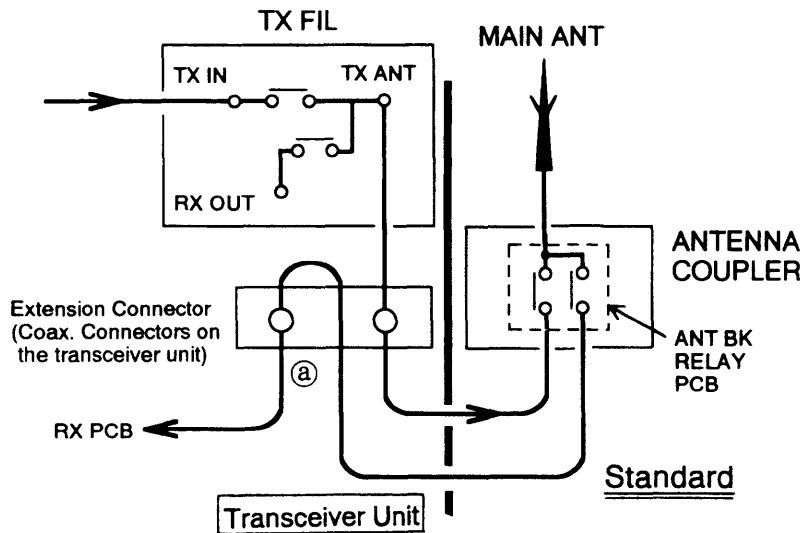 TX FIL
MAIN ANT
TX IN
TX ANT
RX OUT
ANTENNA
COUPLER
Extension Connector
(Coax. Connectors on
the transceiver unit)
ANT BK
RELAY
PCB
ⓐ
RX PCB
Standard
Transceiver Unit